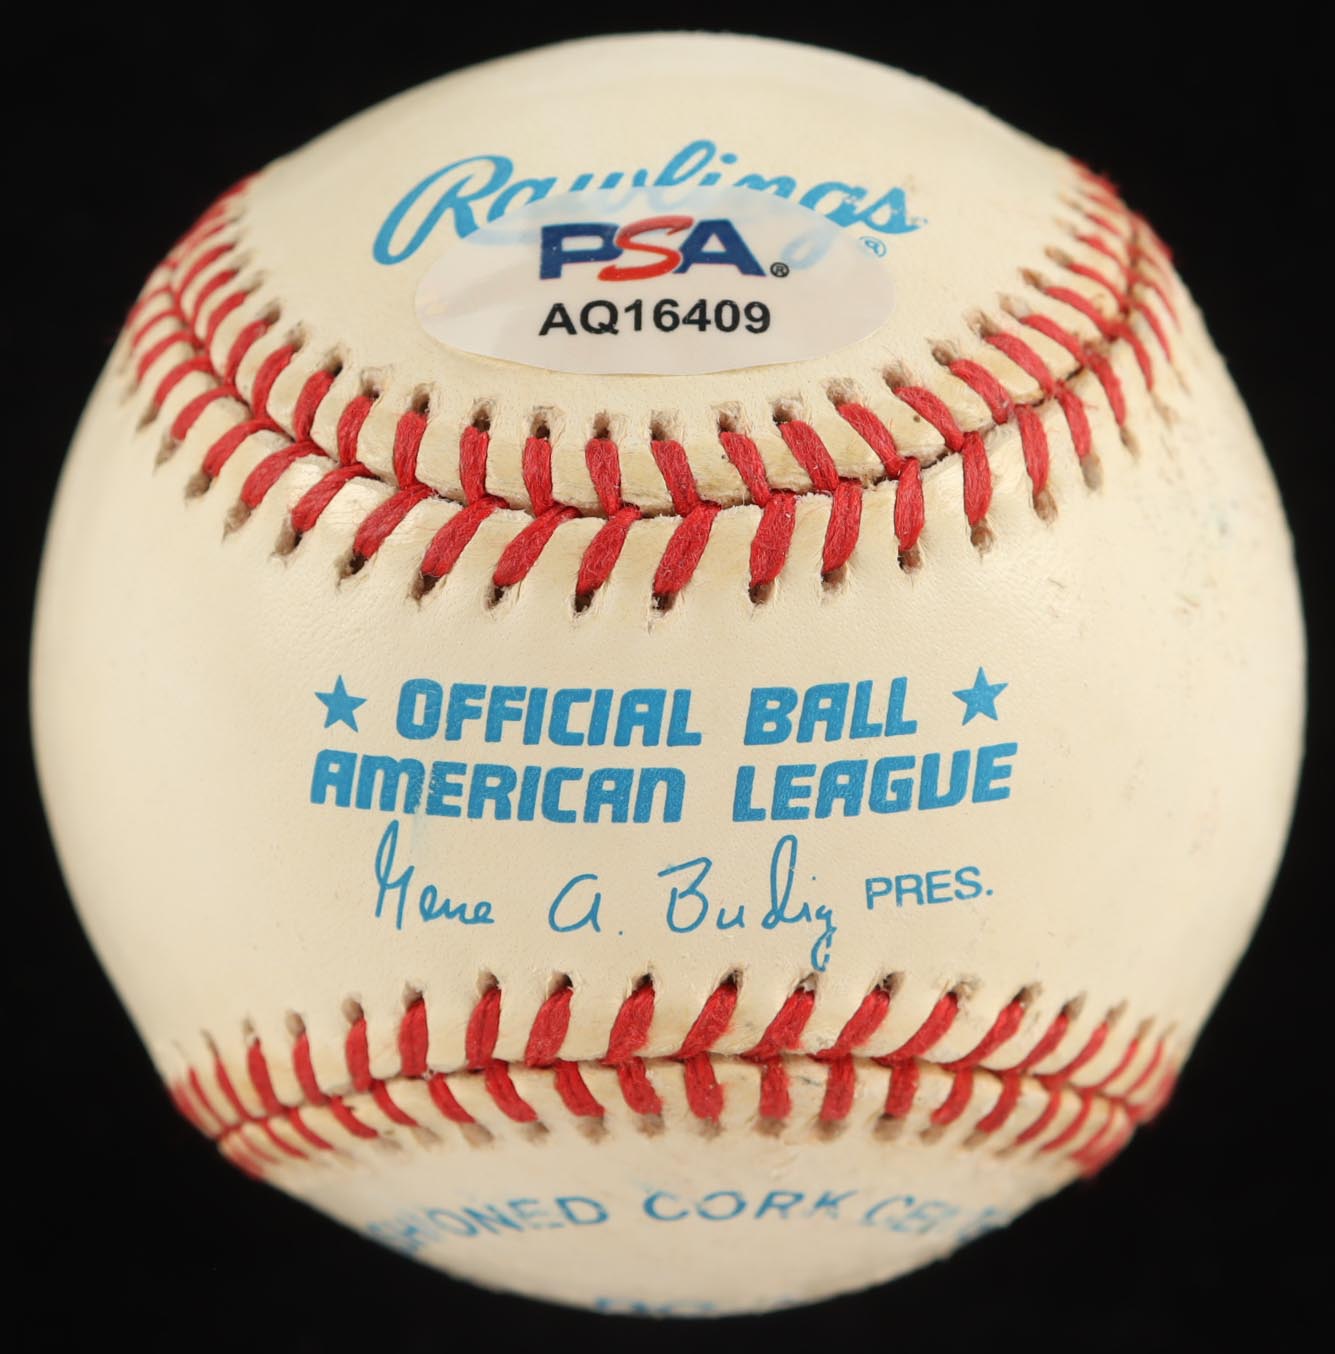 Rawlings ®
PSA®
AQ16409
★ OFFICIAL BALL ★
AMERICAN LEAGUE
Gene A. Budig PRES.
CORK